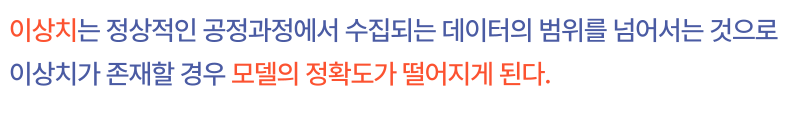 이상치는 정상적인 공정과정에서 수집되는 데이터의 범위를 넘어서는 것으로
이상치가 존재할 경우 모델의 정확도가 떨어지게 된다.